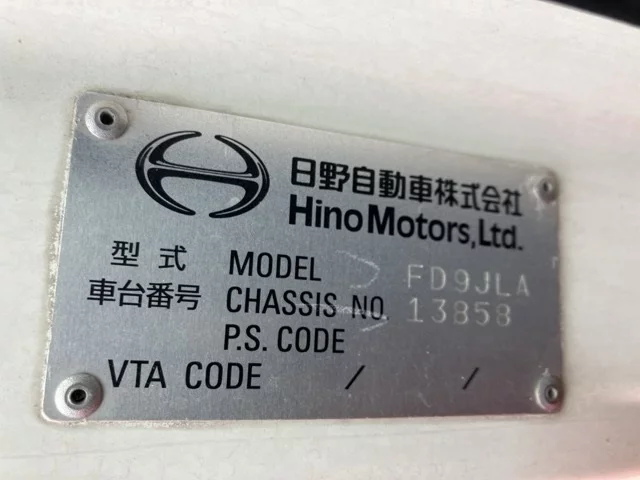 日野自動車株式会社
Hino Motors, Ltd.
型式 MODEL FD9JLA
車台番号 CHASSIS NO. 13858
P.S. CODE
VTA CODE / /